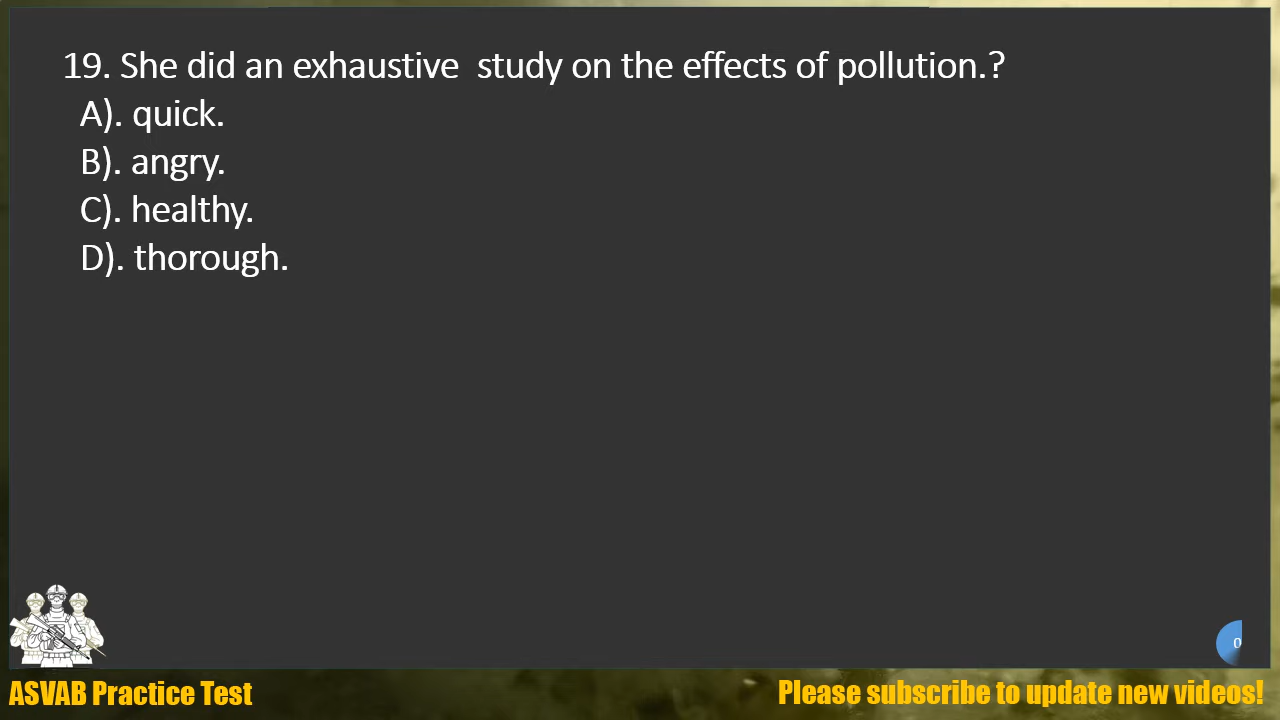 19. She did an exhaustive  study on the effects of pollution.?
A). quick.
B). angry.
C). healthy.
D). thorough.
0
ASVAB Practice Test
Please subscribe to update new videos!